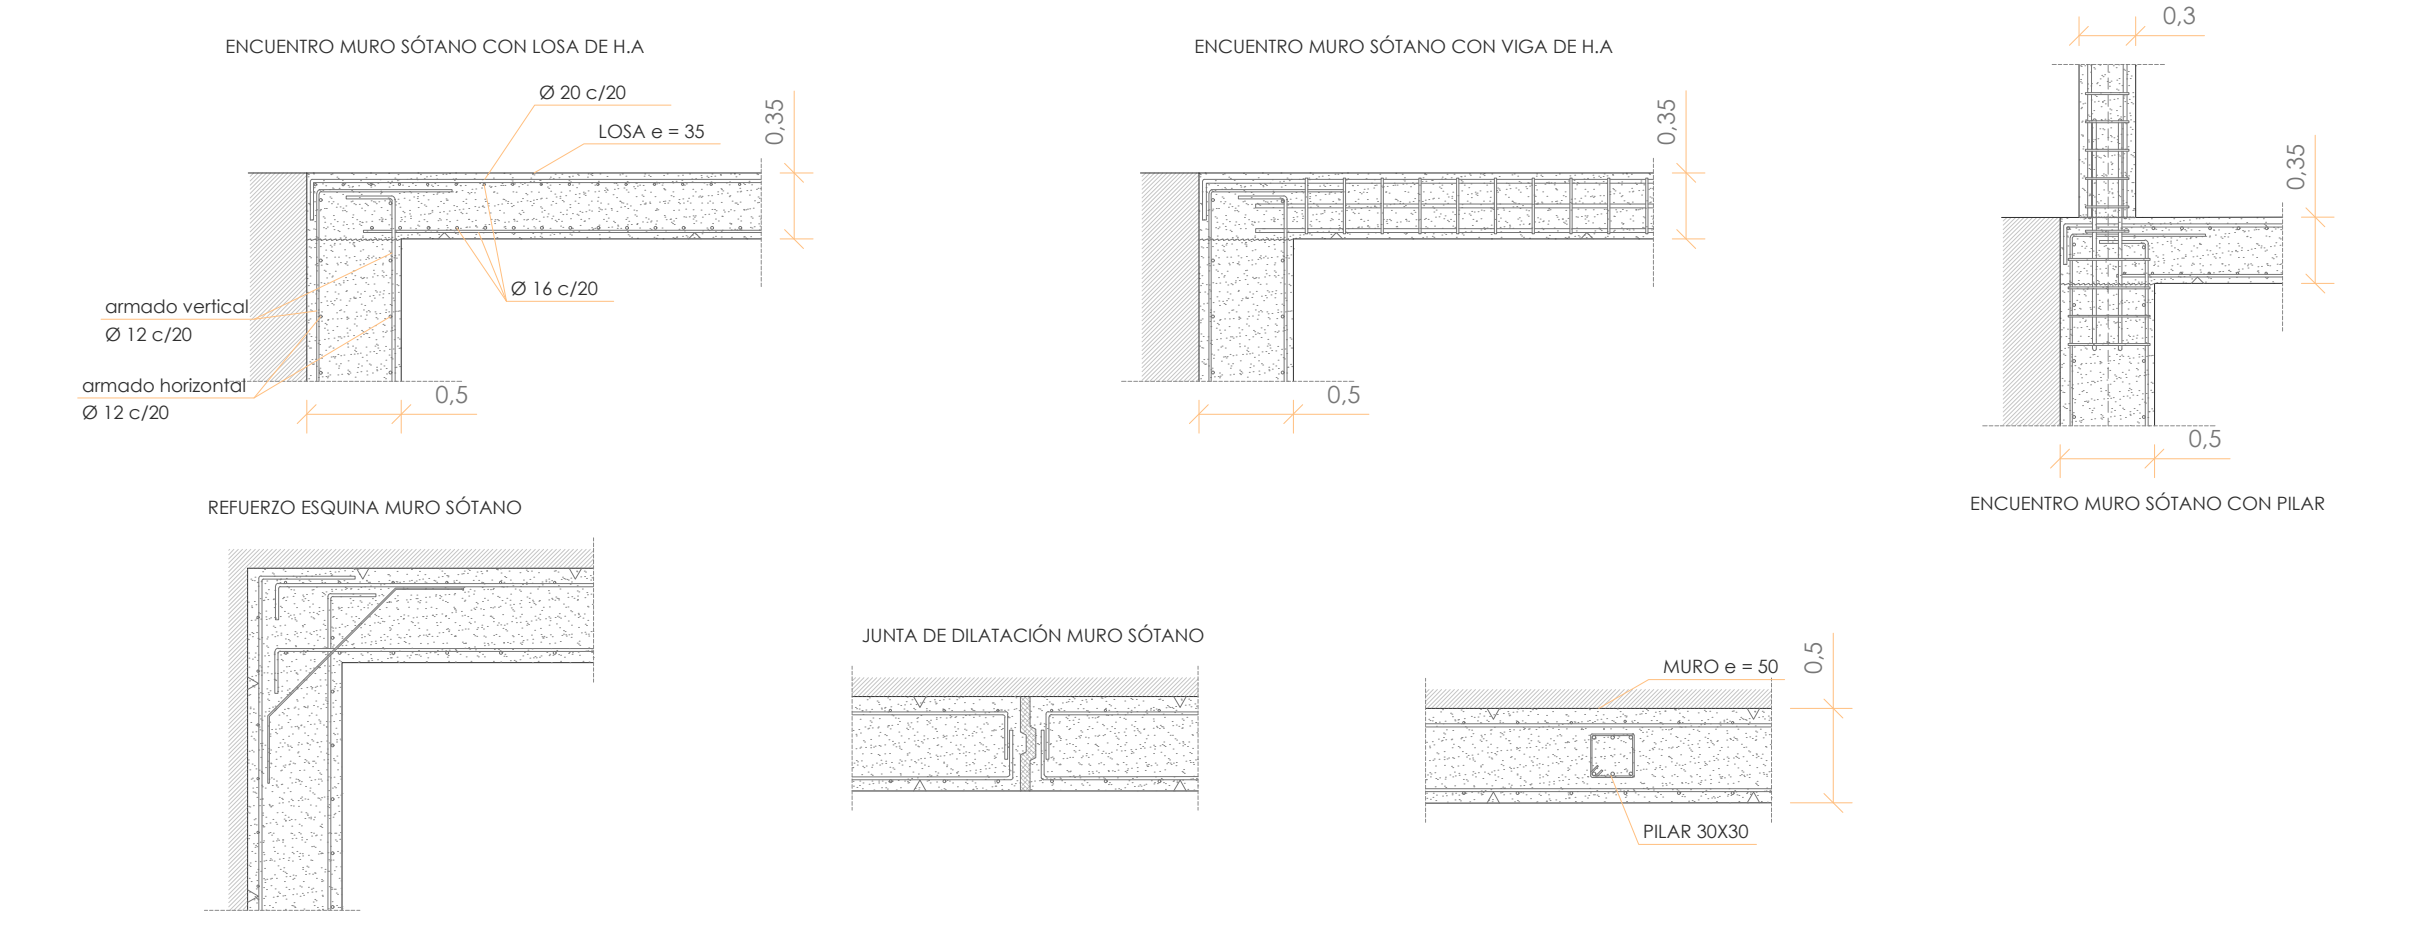 ENCUENTRO MURO SÓTANO CON LOSA DE H.A
Ø 20 c/20
LOSA e = 35
0,35
Ø 16 c/20
armado vertical
Ø 12 c/20
armado horizontal
Ø 12 c/20
0,5
ENCUENTRO MURO SÓTANO CON VIGA DE H.A
0,35
0,5
0,3
0,35
0,5
ENCUENTRO MURO SÓTANO CON PILAR
REFUERZO ESQUINA MURO SÓTANO
JUNTA DE DILATACIÓN MURO SÓTANO
MURO e = 50
0,5
PILAR 30X30